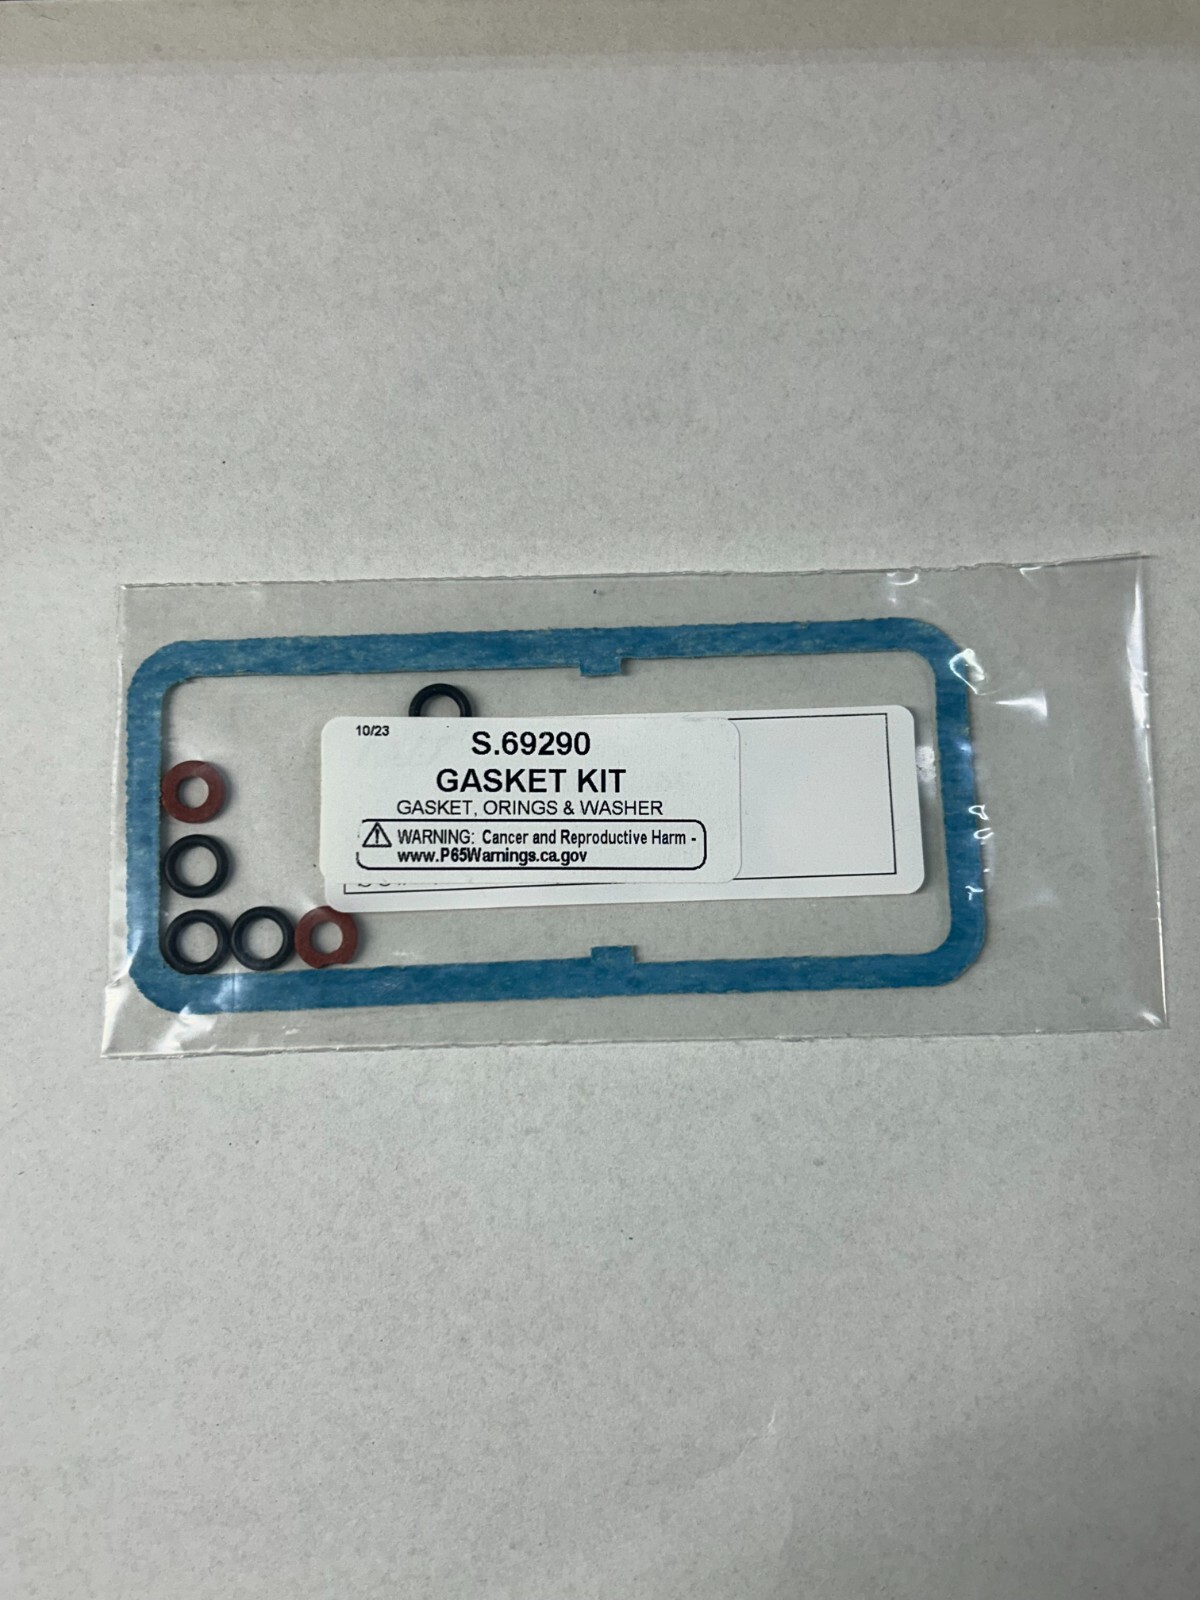 10/23
S.69290
GASKET KIT
GASKET, ORINGS & WASHER
WARNING: Cancer and Reproductive Harm -
www.P65Warnings.ca.gov